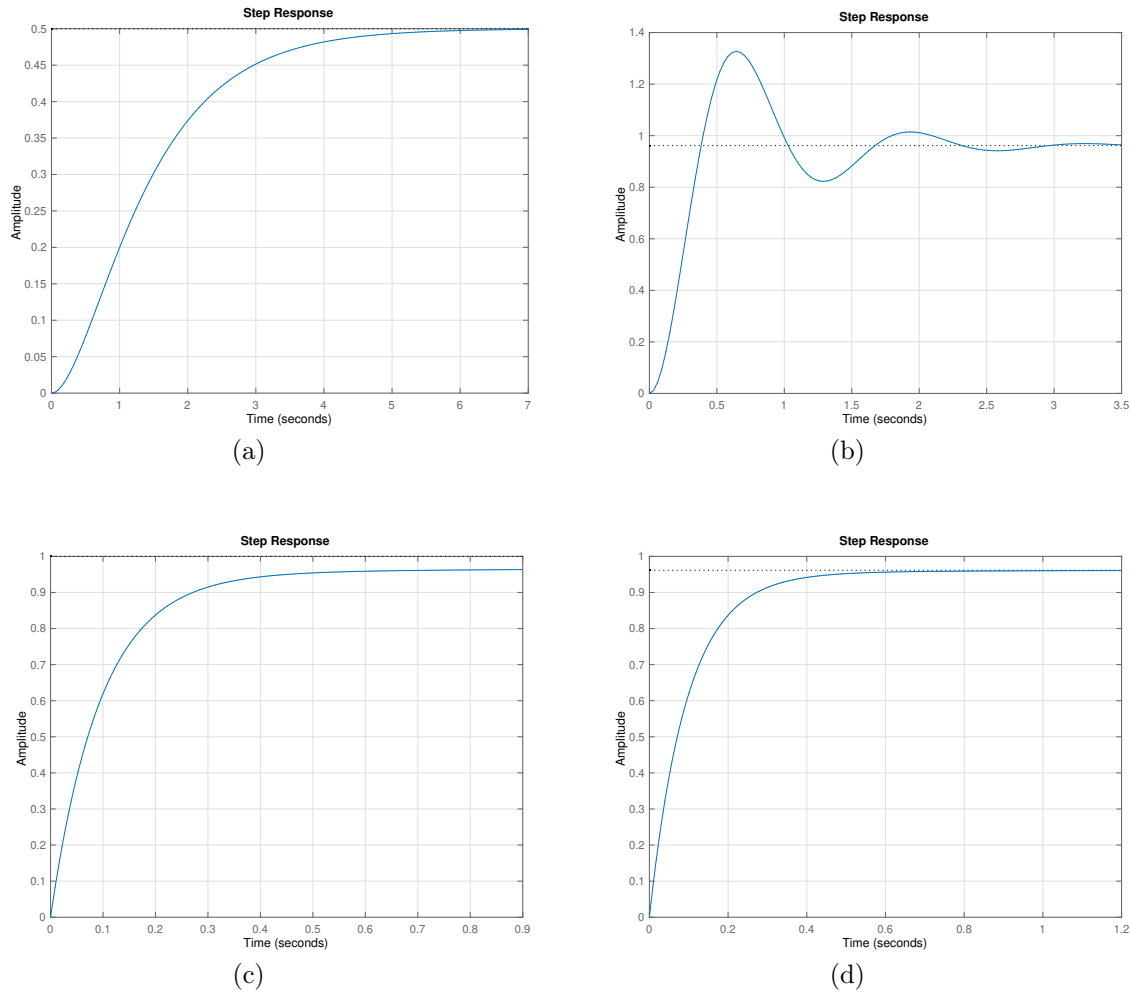 Step Response
0.5
0.45
0.4
0.35
0.3
0.25
0.2
0.15
0.1
0.05
0
Amplitude
0 1 2 3 4 5 6 7
Time (seconds)
(a)
Step Response
1.4
1.2
1
0.8
0.6
0.4
0.2
0
Amplitude
0 0.5 1 1.5 2 2.5 3 3.5
Time (seconds)
(b)
Step Response
1
0.9
0.8
0.7
0.6
0.5
0.4
0.3
0.2
0.1
0
Amplitude
0 0.1 0.2 0.3 0.4 0.5 0.6 0.7 0.8 0.9
Time (seconds)
(c)
Step Response
1
0.9
0.8
0.7
0.6
0.5
0.4
0.3
0.2
0.1
0
Amplitude
0 0.2 0.4 0.6 0.8 1 1.2
Time (seconds)
(d)